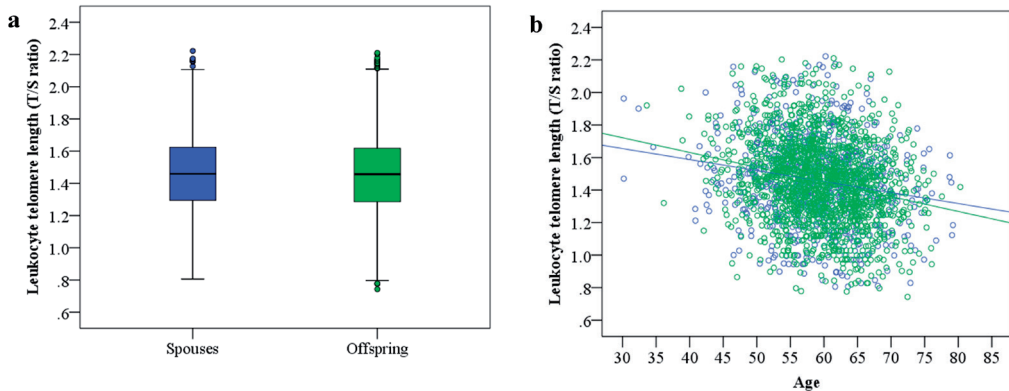 a
Leukocyte telomere length (T/S ratio)
2.4
2.2
2.0
1.8
1.6
1.4
1.2
1.0
.8
.6
Spouses Offspring
b
Leukocyte telomere length (T/S ratio)
2.4
2.2
2.0
1.8
1.6
1.4
1.2
1.0
.8
.6
30 35 40 45 50 55 60 65 70 75 80 85
Age